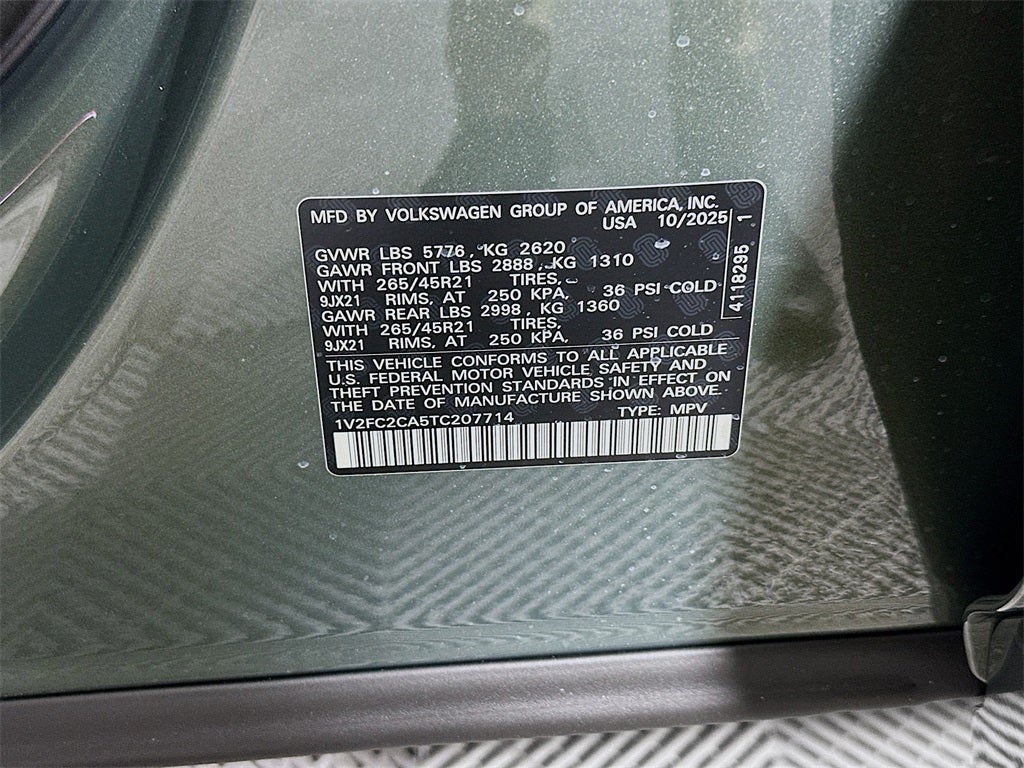 MFD BY VOLKSWAGEN GROUP OF AMERICA, INC.
USA 10/2025
GVWR LBS 5776, KG 2620
GAWR FRONT LBS 2888, KG 1310
WITH 265/45R21 TIRES,
9JX21 RIMS, AT 250 KPA, 36 PSI COLD
GAWR REAR LBS 2998, KG 1360
WITH 265/45R21 TIRES,
9JX21 RIMS, AT 250 KPA, 36 PSI COLD
THIS VEHICLE CONFORMS TO ALL APPLICABLE
U.S. FEDERAL MOTOR VEHICLE SAFETY AND
THEFT PREVENTION STANDARDS IN EFFECT ON
THE DATE OF MANUFACTURE SHOWN ABOVE.
1V2FC2CA5TC207714 TYPE: MPV
4118295 1